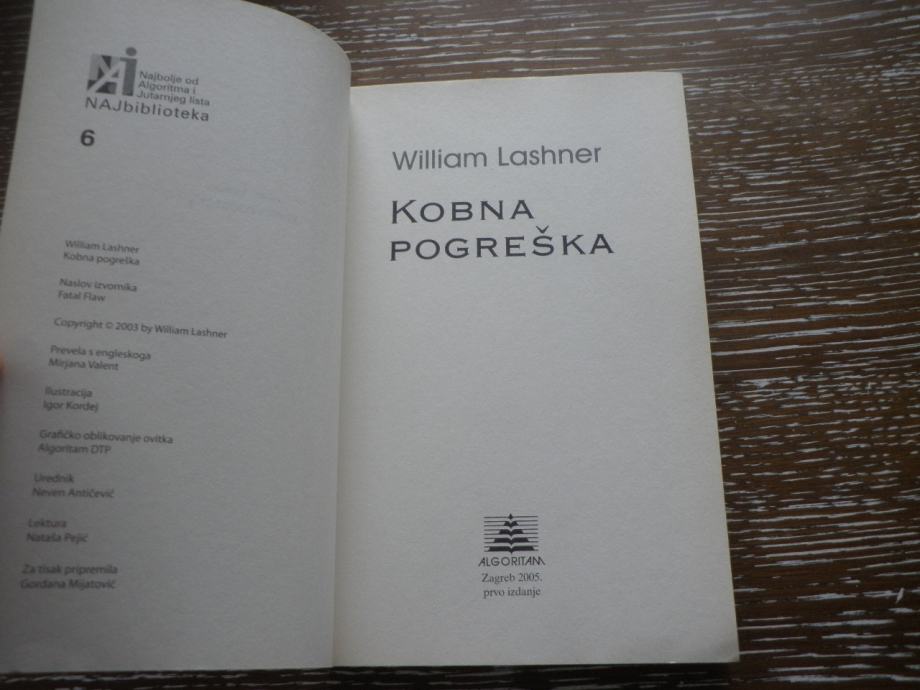 NAJ
Najbolje od
Algoritma i
Jutarnjeg lista
NAJbiblioteka
6
William Lashner
Kobna pogreška
Naslov izvornika
Fatal Flaw
Copyright © 2003 by William Lashner
Prevela s engleskoga
Mirjana Valent
Ilustracija
Igor Kordej
Grafičko oblikovanje ovitka
Algoritam DTP
Urednik
Neven Antičević
Lektura
Nataša Pejić
Za tisak pripremila
Gordana Mijatović
William Lashner
KOBNA
POGREŠKA
ALGORITAM
Zagreb 2005.
prvo izdanje